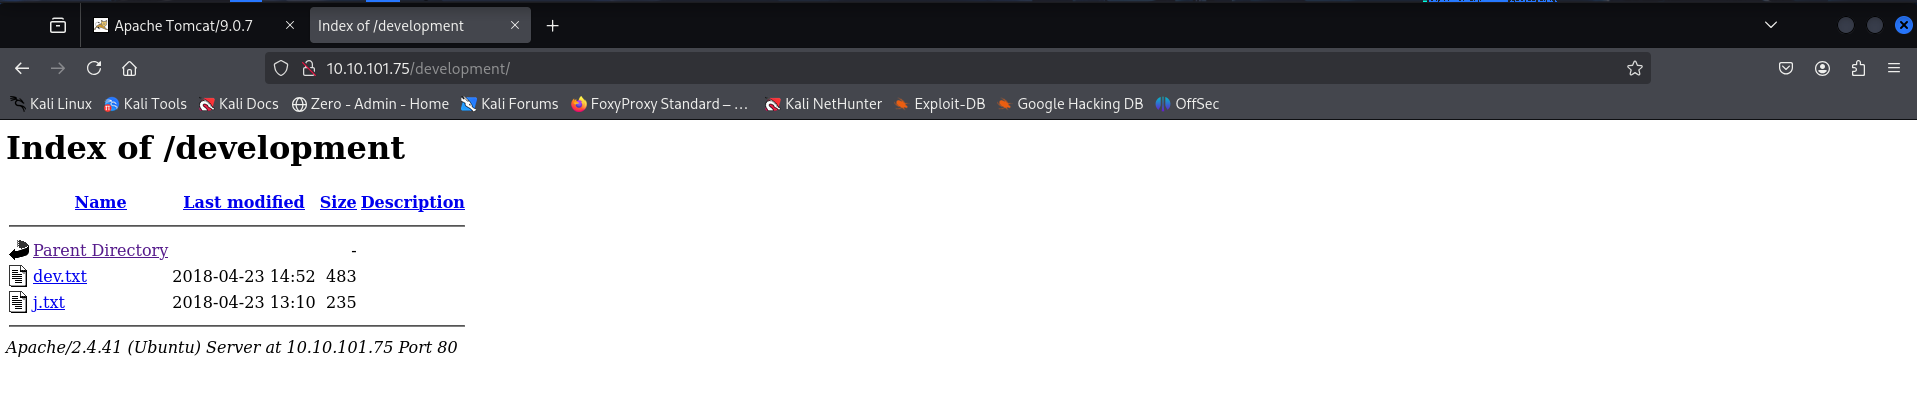 Apache Tomcat/9.0.7
Index of /development
10.10.101.75/development/
Kali Linux Kali Tools Kali Docs Zero - Admin - Home Kali Forums FoxyProxy Standard – ... Kali NetHunter Exploit-DB Google Hacking DB OffSec
Index of /development
Name Last modified Size Description
Parent Directory -
dev.txt 2018-04-23 14:52 483
j.txt 2018-04-23 13:10 235
Apache/2.4.41 (Ubuntu) Server at 10.10.101.75 Port 80